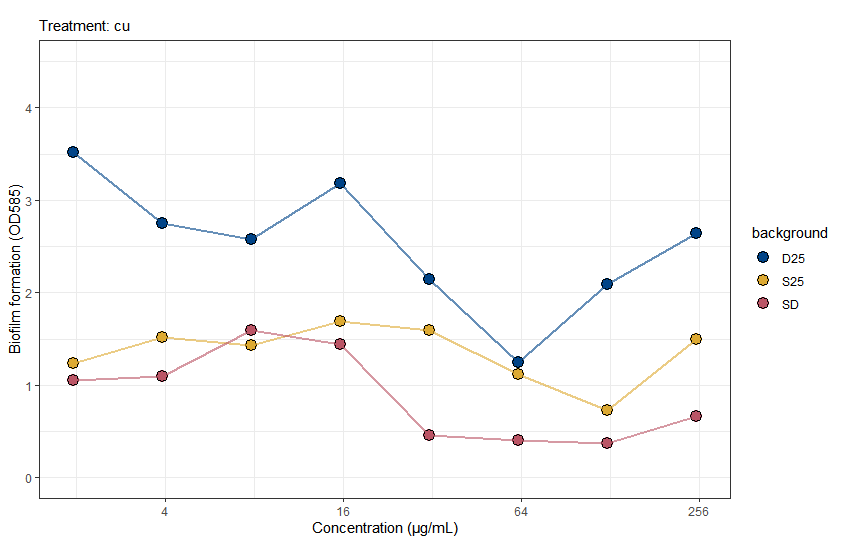 Treatment: cu
Biofilm formation (OD585)
4
3
2
1
0
4
16
64
256
Concentration (µg/mL)
background
D25
S25
SD